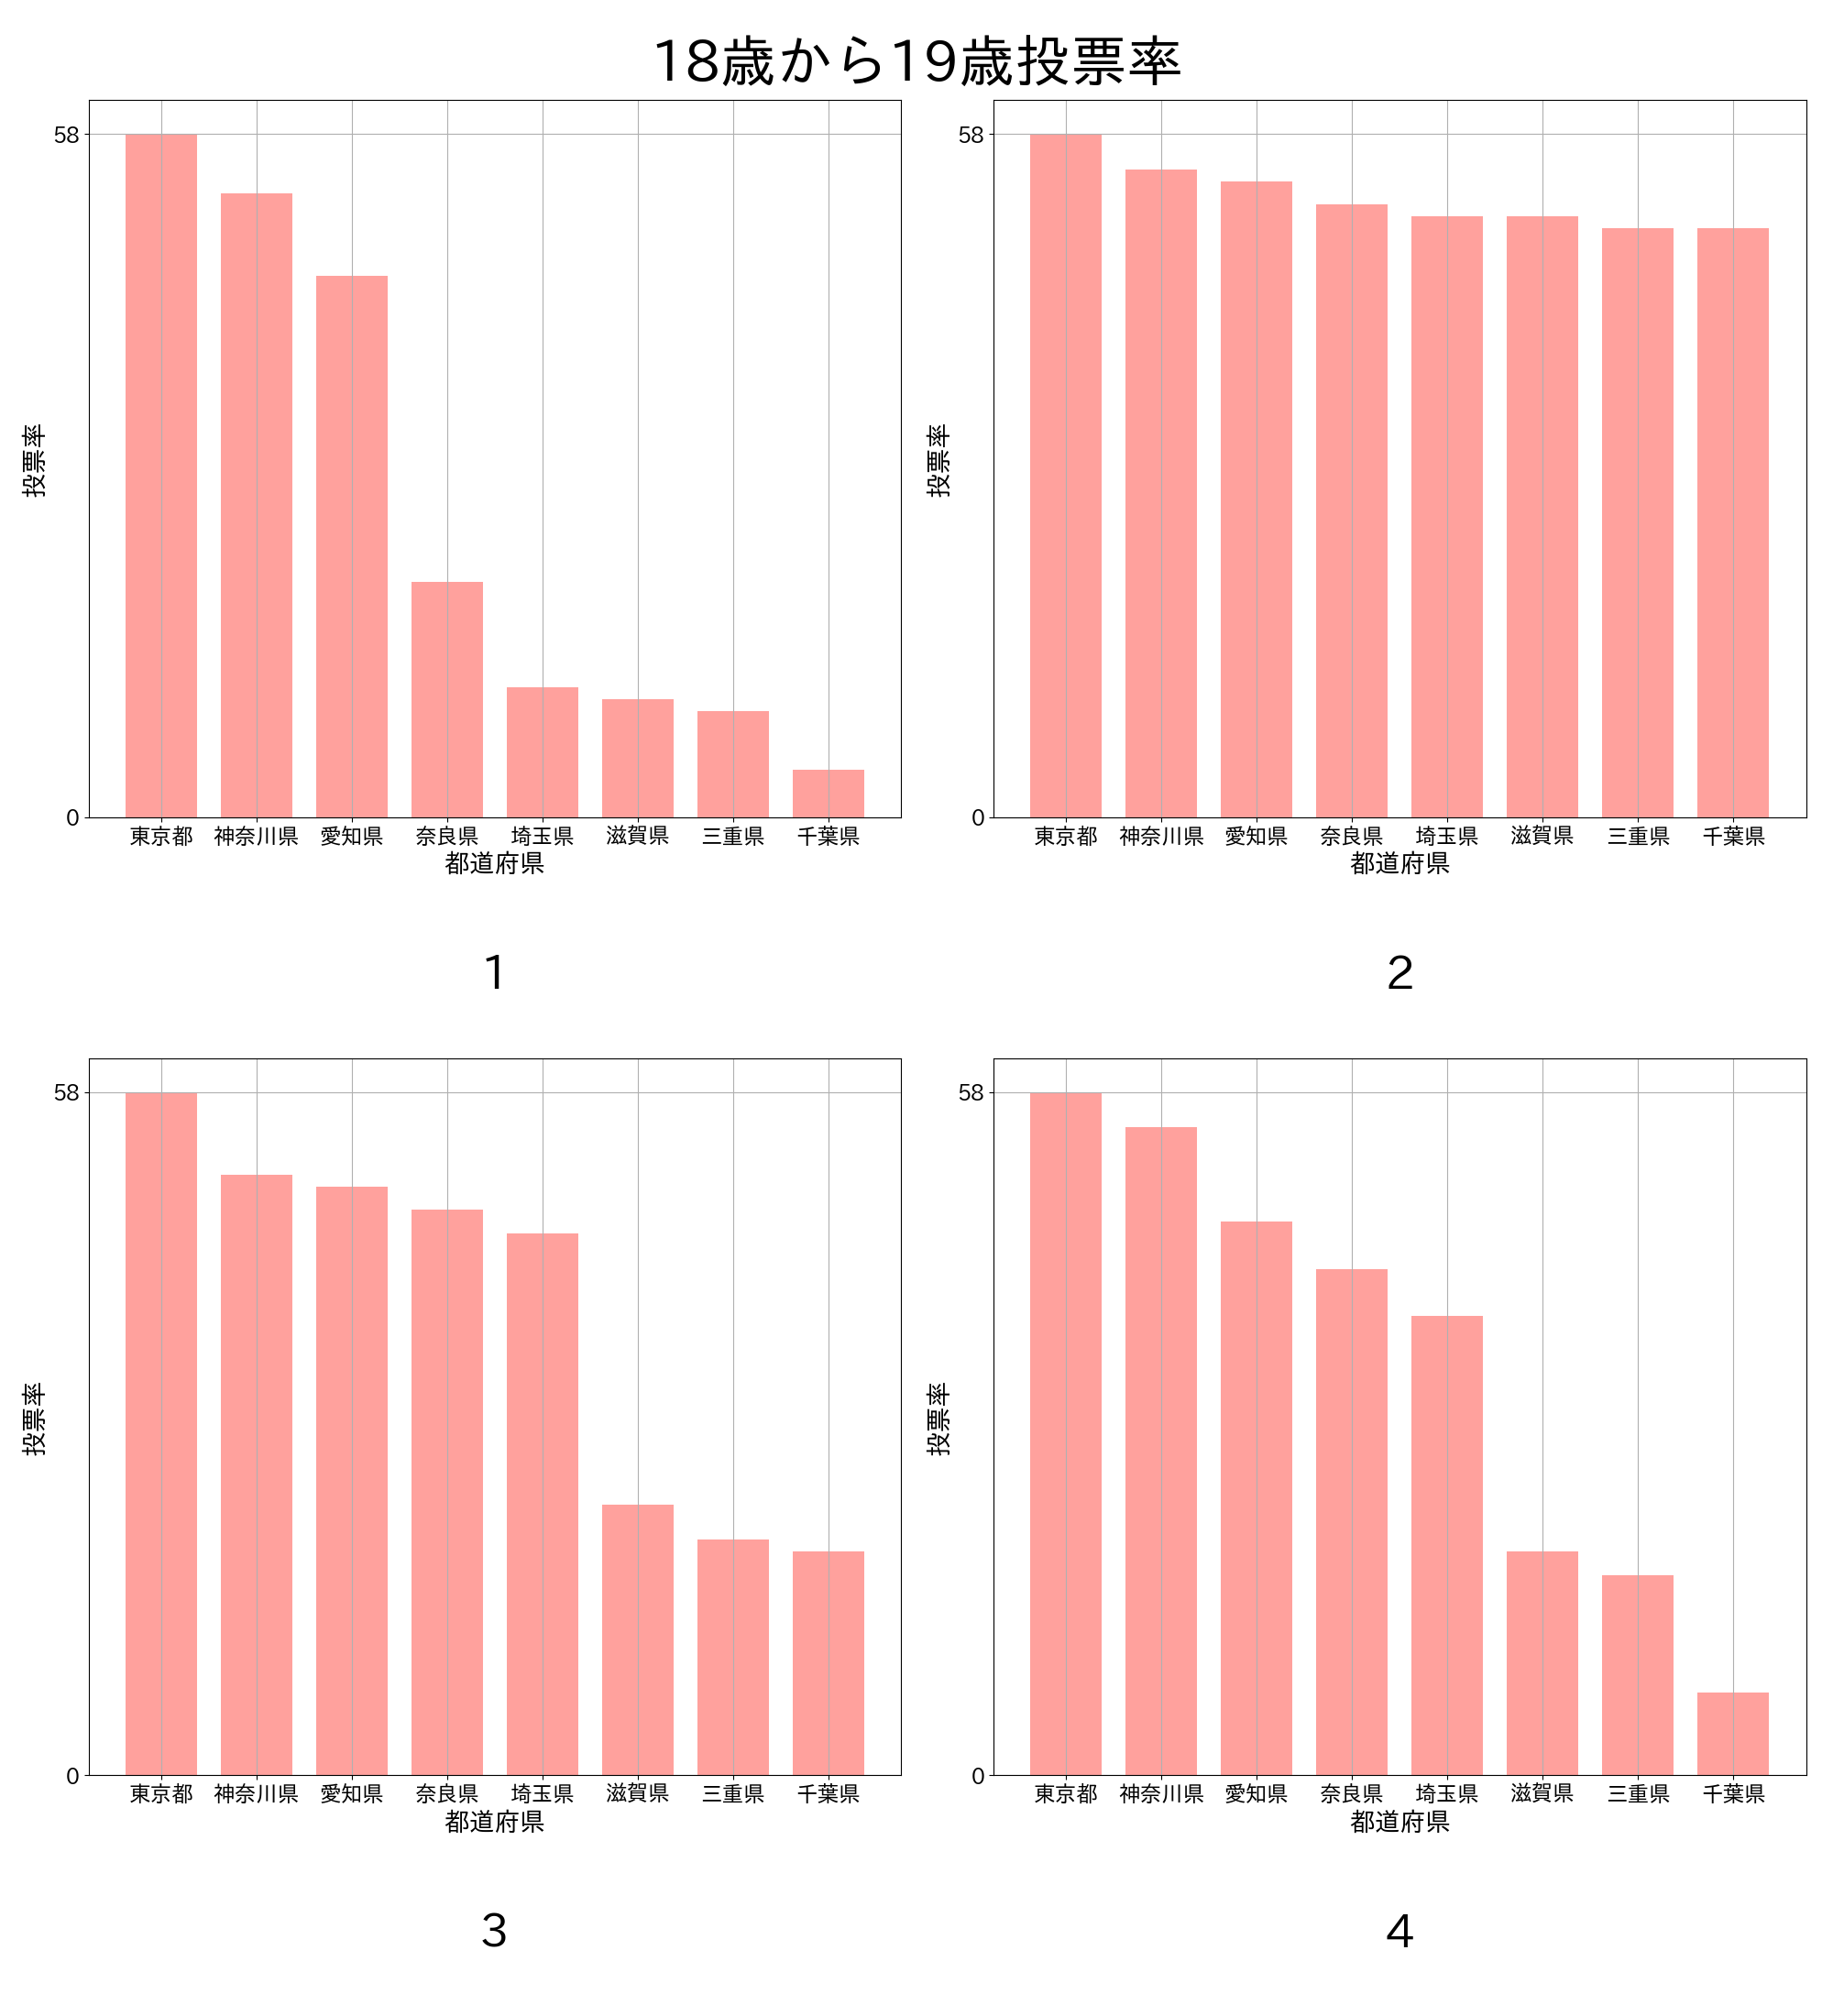 18歳から19歳投票率
58
0
投票率
東京都 神奈川県 愛知県 奈良県 埼玉県 滋賀県 三重県 千葉県
都道府県
1
58
0
投票率
東京都 神奈川県 愛知県 奈良県 埼玉県 滋賀県 三重県 千葉県
都道府県
2
58
0
投票率
東京都 神奈川県 愛知県 奈良県 埼玉県 滋賀県 三重県 千葉県
都道府県
3
58
0
投票率
東京都 神奈川県 愛知県 奈良県 埼玉県 滋賀県 三重県 千葉県
都道府県
4